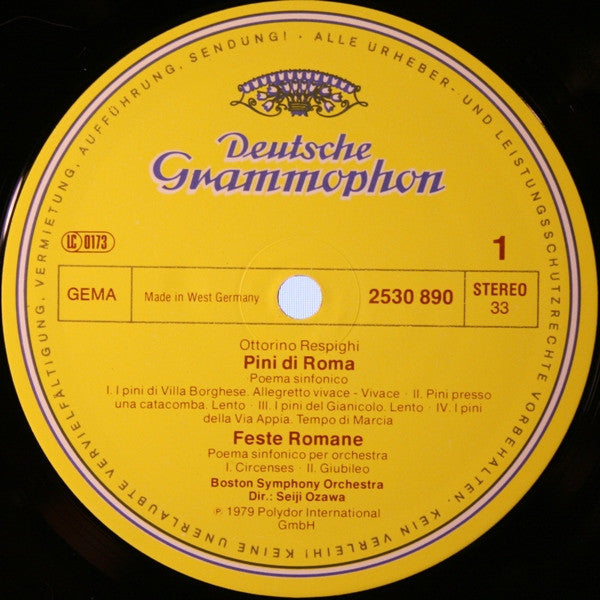 Deutsche
Grammophon
LC 0173
1
GEMA
Made in West Germany
2530 890
STEREO
33
Ottorino Respighi
Pini di Roma
Poema sinfonico
I. I pini di Villa Borghese. Allegretto vivace - Vivace · II. Pini presso
una catacomba. Lento · III. I pini del Gianicolo. Lento · IV. I pini
della Via Appia. Tempo di Marcia
Feste Romane
Poema sinfonico per orchestra
I. Circenses · II. Giubileo
Boston Symphony Orchestra
Dir.: Seiji Ozawa
℗ 1979 Polydor International
GmbH
ALLE URHEBER- UND LEISTUNGSSCHUTZRECHTE VORBEHALTEN. KEIN VERLEIH! KEINE UNERLAUBTE VERVIELFÄLTIGUNG, VERMIETUNG, AUFFÜHRUNG, SENDUNG! ·